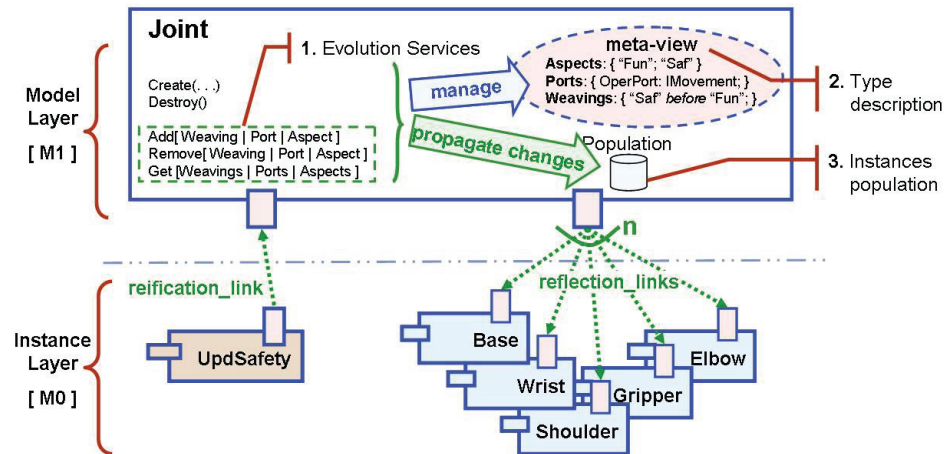 Joint
1. Evolution Services
meta-view
Aspects: { “Fun”; “Saf” }
Ports: { OperPort: IMovement; }
Weavings: { “Saf” before “Fun”; }
2. Type
description
Model
Layer
[ M1 ]
Create(. . .)
Destroy()
manage
Add[ Weaving | Port | Aspect ]
Remove[ Weaving | Port | Aspect ]
Get [Weavings | Ports | Aspects ]
propagate changes
Population
3. Instances
population
n
reification_link
reflection_links
Instance
Layer
[ M0 ]
UpdSafety
Base
Wrist
Shoulder
Gripper
Elbow